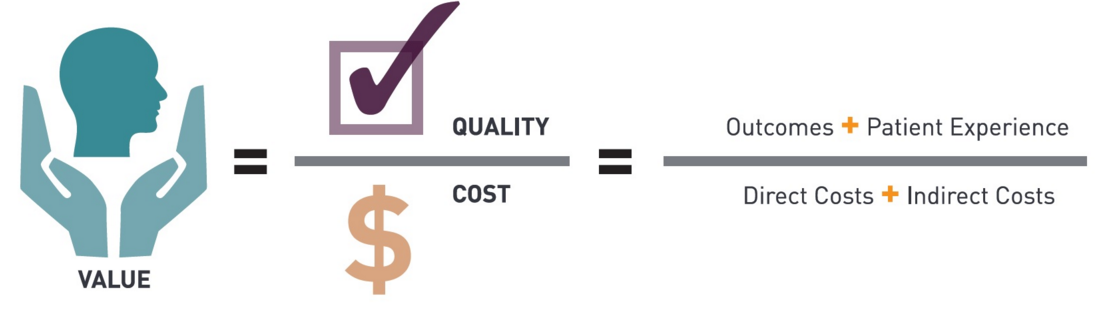 VALUE
=
QUALITY
COST
$
=
Outcomes + Patient Experience
Direct Costs + Indirect Costs